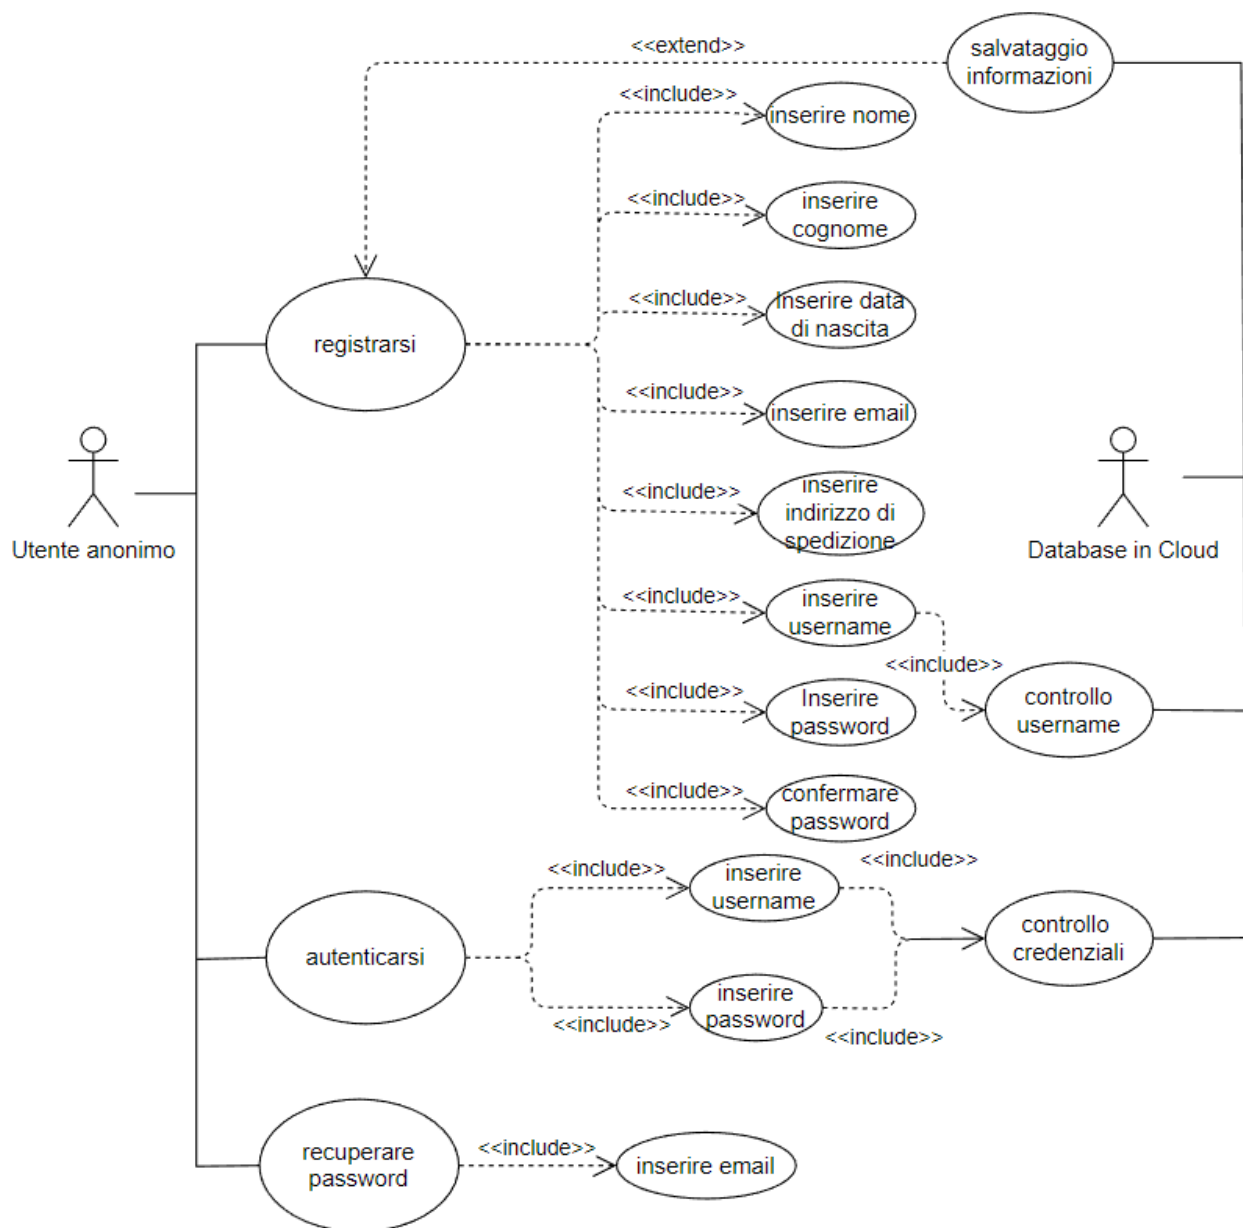 <<extend>>
salvataggio
informazioni
<<include>>
inserire nome
<<include>>
inserire
cognome
<<include>>
Inserire data
di nascita
registrarsi
<<include>>
inserire email
<<include>>
inserire
indirizzo di
spedizione
Utente anonimo
Database in Cloud
<<include>>
inserire
username
<<include>>
<<include>>
Inserire
password
controllo
username
<<include>>
confermare
password
<<include>>
inserire
username
<<include>>
autenticarsi
controllo
credenziali
<<include>>
inserire
password
<<include>>
recuperare
password
<<include>>
inserire email